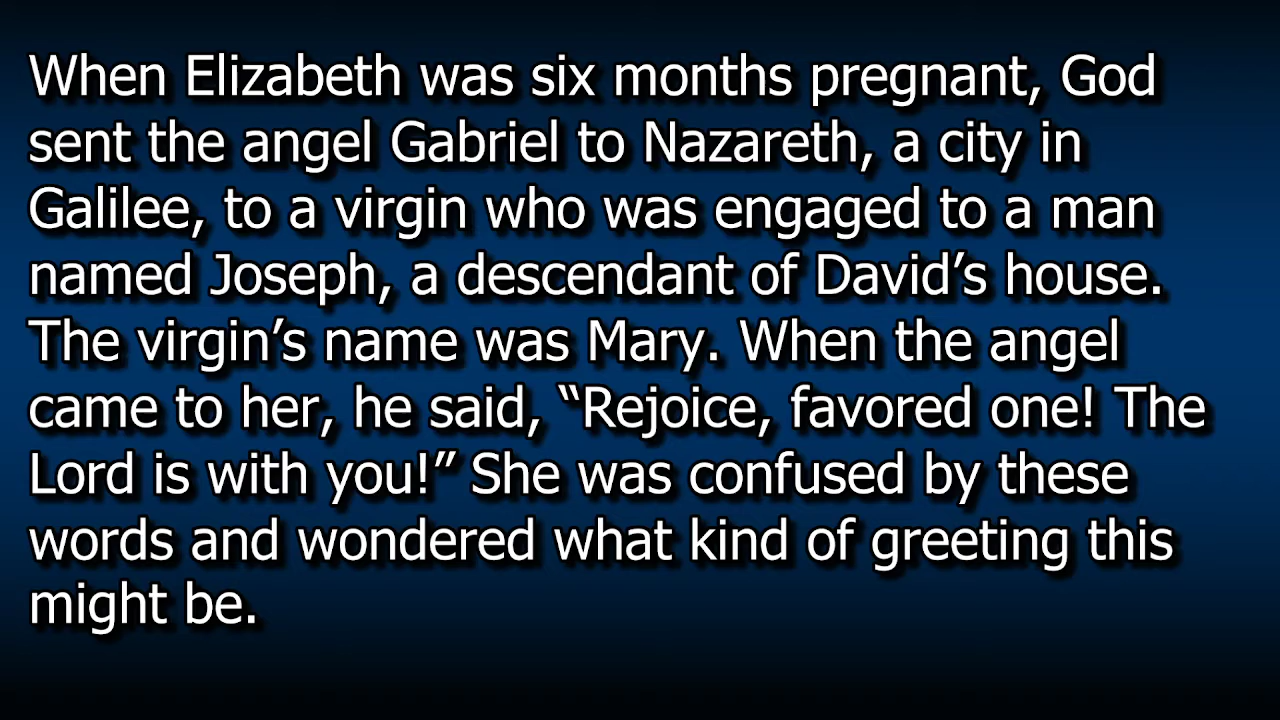 When Elizabeth was six months pregnant, God
sent the angel Gabriel to Nazareth, a city in
Galilee, to a virgin who was engaged to a man
named Joseph, a descendant of David’s house.
The virgin’s name was Mary. When the angel
came to her, he said, “Rejoice, favored one! The
Lord is with you!” She was confused by these
words and wondered what kind of greeting this
might be.